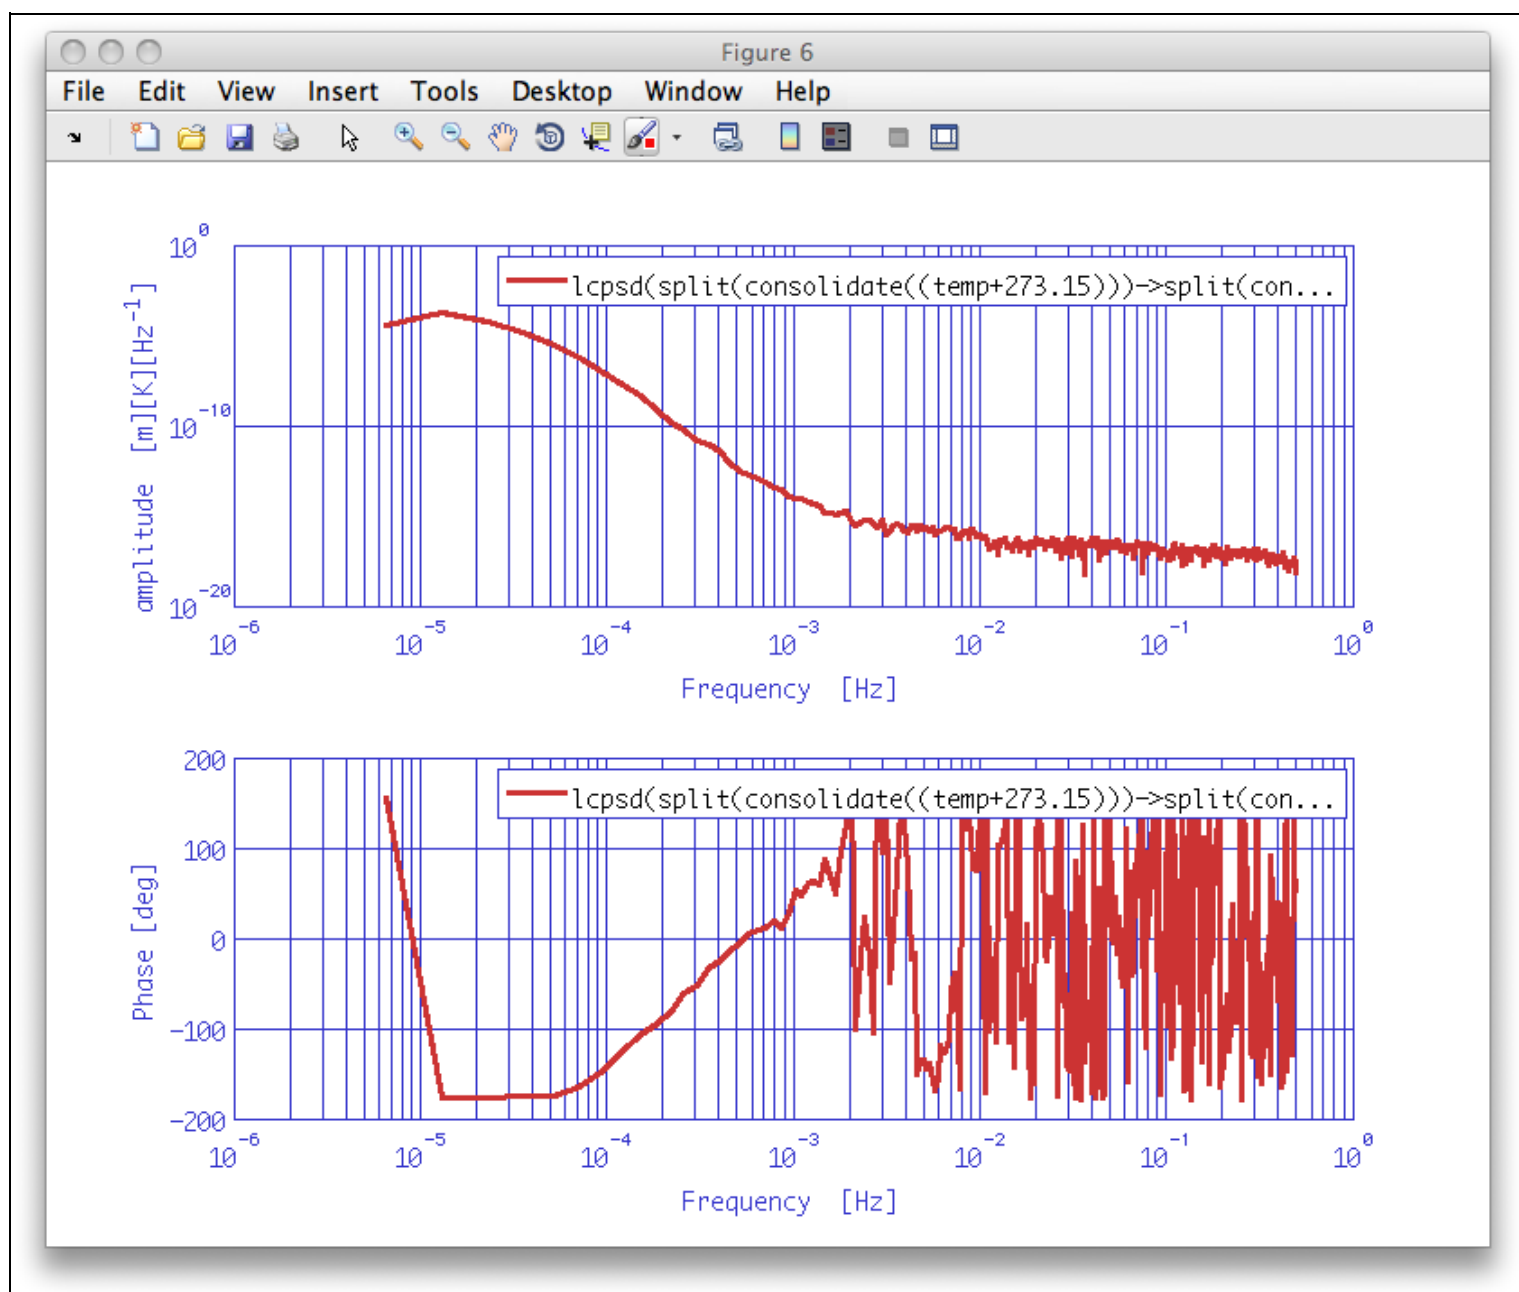 Figure 6
File Edit View Insert Tools Desktop Window Help
10^0
lcpsd(split(consolidate((temp+273.15)))->split(con...
amplitude [m][K][Hz^-1]
10^-10
10^-20
10^-6 10^-5 10^-4 10^-3 10^-2 10^-1 10^0
Frequency [Hz]
200
lcpsd(split(consolidate((temp+273.15)))->split(con...
100
Phase [deg]
0
-100
-200
10^-6 10^-5 10^-4 10^-3 10^-2 10^-1 10^0
Frequency [Hz]